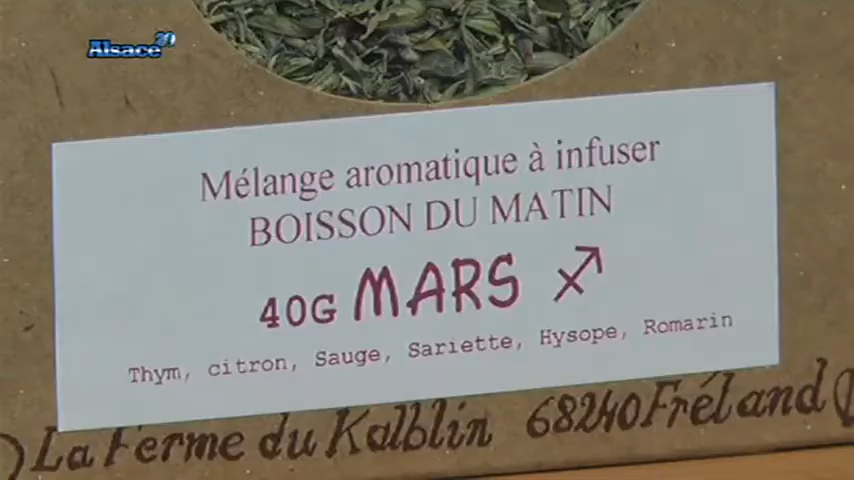 Alsace 20
Mélange aromatique à infuser
BOISSON DU MATIN
40G MARS ♐
Thym, citron, Sauge, Sariette, Hysope, Romarin
La Ferme du Kalblin 68240 Fréland